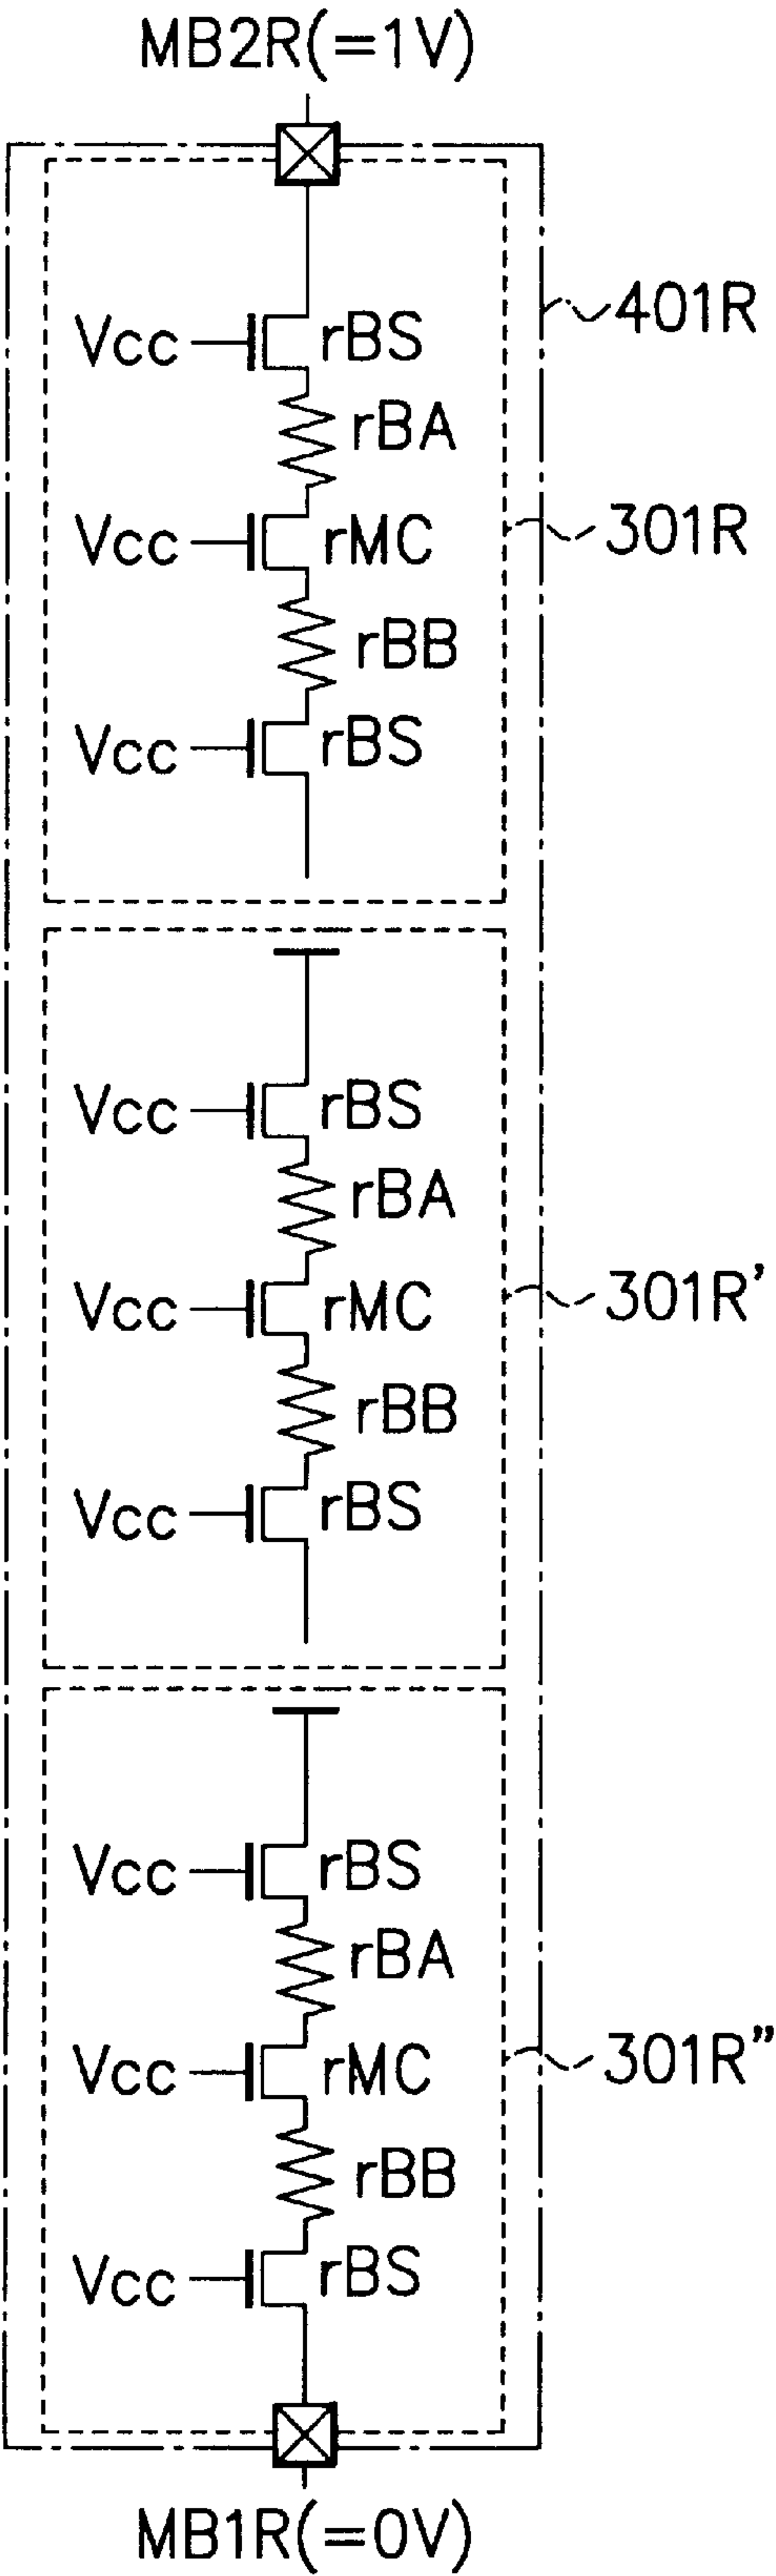 MB2R(=1V)
401R
Vcc rBS
rBA
Vcc rMC
301R
rBB
Vcc rBS
Vcc rBS
rBA
Vcc rMC
301R'
rBB
Vcc rBS
Vcc rBS
rBA
Vcc rMC
301R"
rBB
Vcc rBS
MB1R(=0V)